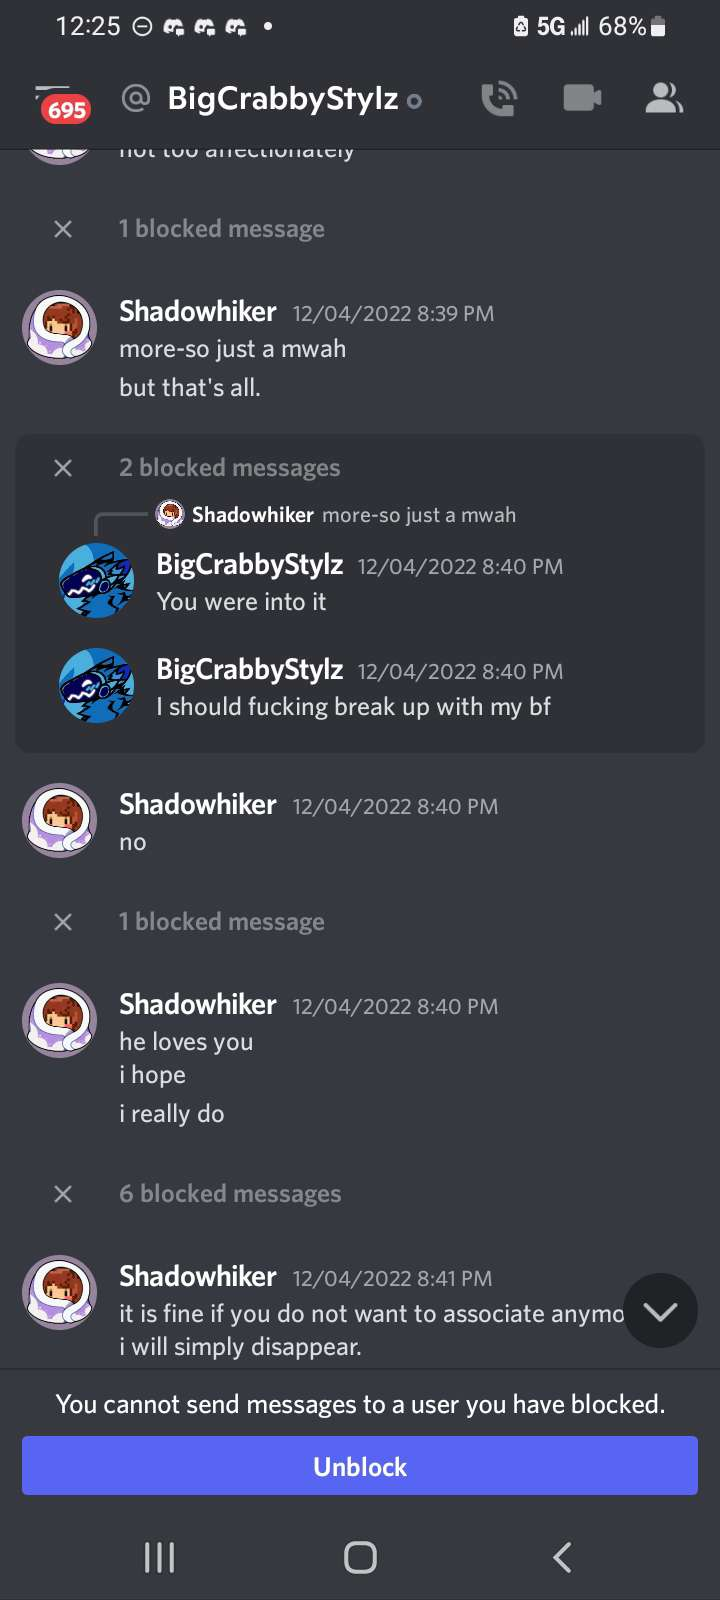 12:25
5G 68%
695
@ BigCrabbyStylz
not too affectionately
1 blocked message
Shadowhiker 12/04/2022 8:39 PM
more-so just a mwah
but that's all.
2 blocked messages
Shadowhiker more-so just a mwah
BigCrabbyStylz 12/04/2022 8:40 PM
You were into it
BigCrabbyStylz 12/04/2022 8:40 PM
I should fucking break up with my bf
Shadowhiker 12/04/2022 8:40 PM
no
1 blocked message
Shadowhiker 12/04/2022 8:40 PM
he loves you
i hope
i really do
6 blocked messages
Shadowhiker 12/04/2022 8:41 PM
it is fine if you do not want to associate anymo
i will simply disappear.
You cannot send messages to a user you have blocked.
Unblock